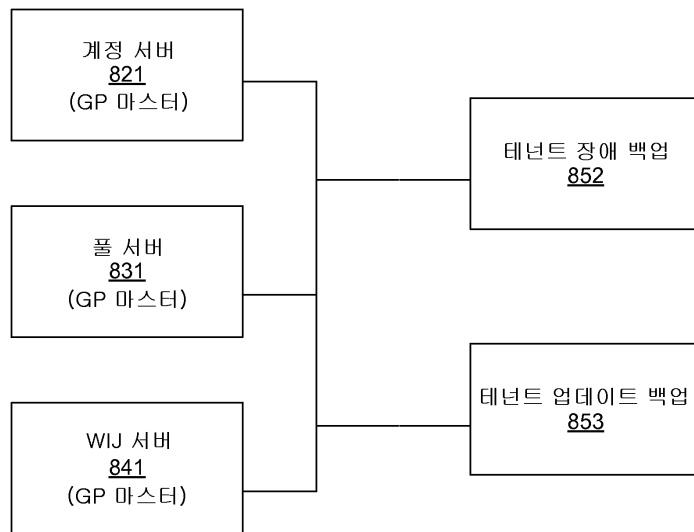 계정 서버
821
(GP 마스터)
테넌트 장애 백업
852
풀 서버
831
(GP 마스터)
테넌트 업데이트 백업
853
WIJ 서버
841
(GP 마스터)